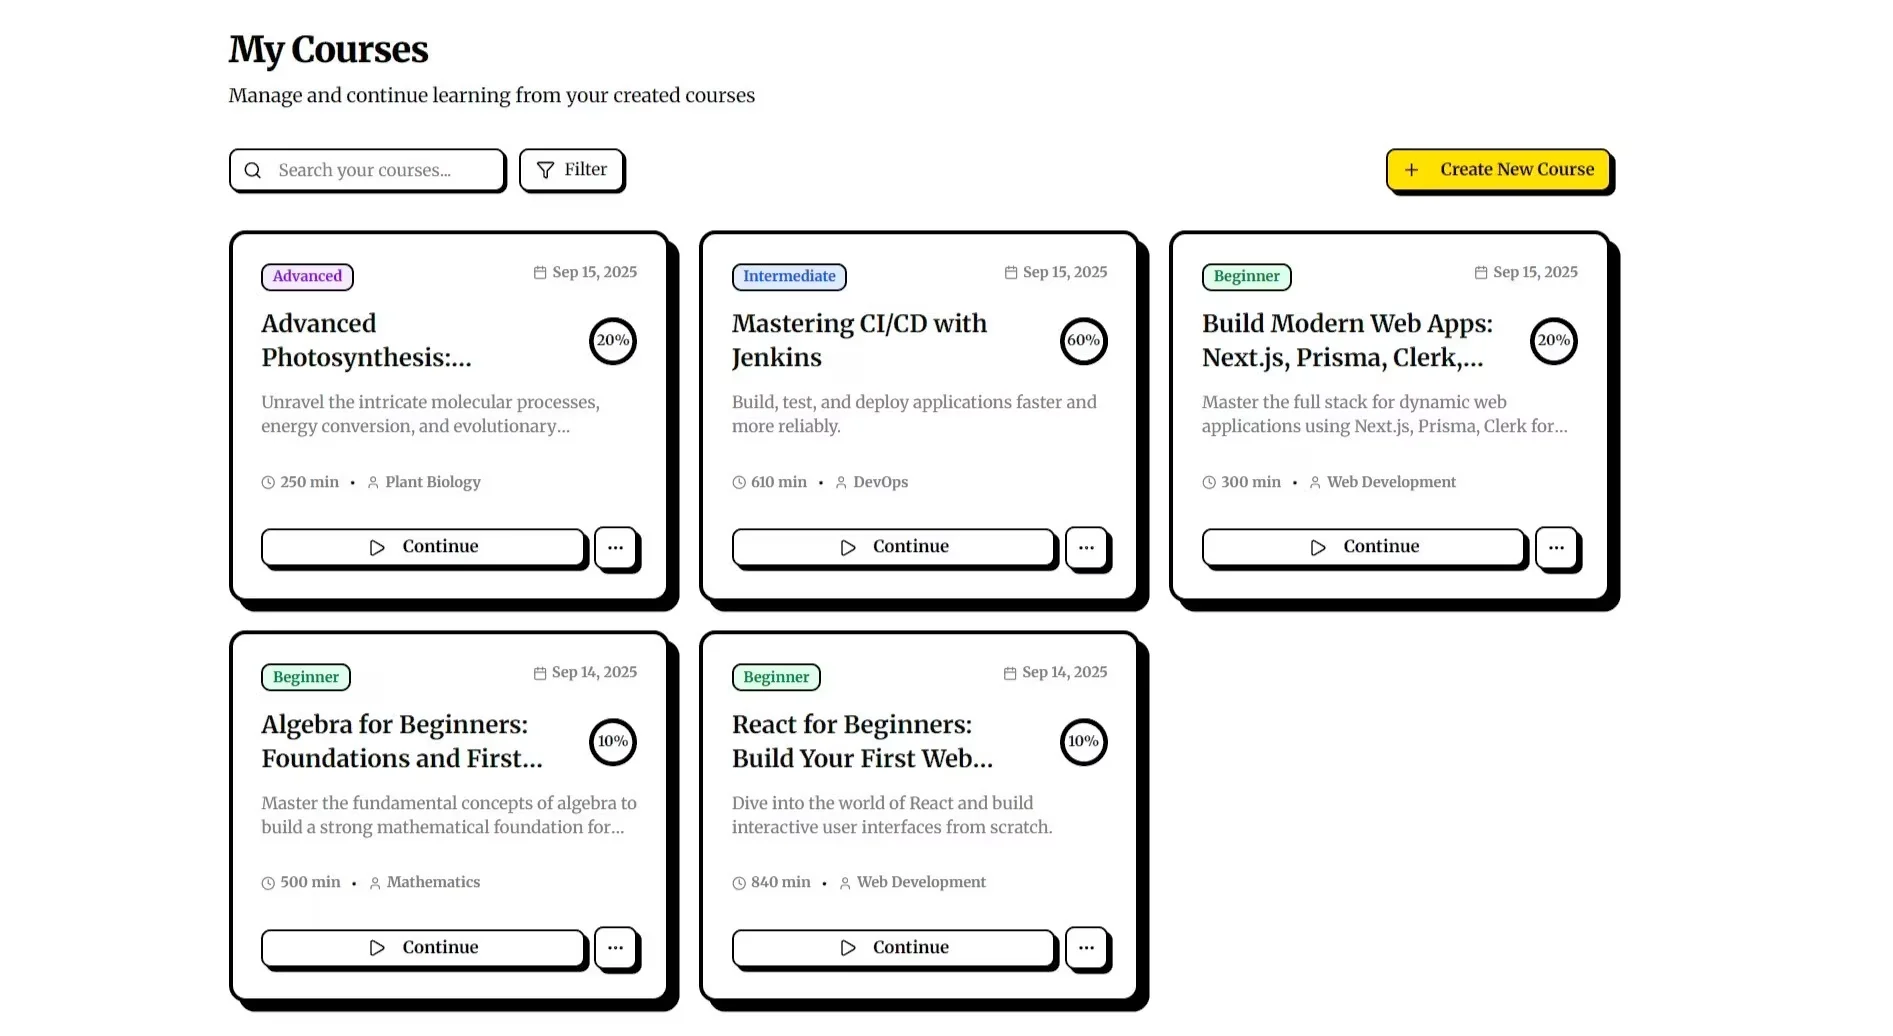 My Courses
Manage and continue learning from your created courses
Search your courses...
Filter
Create New Course
Advanced
Sep 15, 2025
Advanced
Photosynthesis:...
20%
Unravel the intricate molecular processes,
energy conversion, and evolutionary...
250 min • Plant Biology
Continue
...
Intermediate
Sep 15, 2025
Mastering CI/CD with
Jenkins
60%
Build, test, and deploy applications faster and
more reliably.
610 min • DevOps
Continue
...
Beginner
Sep 15, 2025
Build Modern Web Apps:
Next.js, Prisma, Clerk,...
20%
Master the full stack for dynamic web
applications using Next.js, Prisma, Clerk for...
300 min • Web Development
Continue
...
Beginner
Sep 14, 2025
Algebra for Beginners:
Foundations and First...
10%
Master the fundamental concepts of algebra to
build a strong mathematical foundation for...
500 min • Mathematics
Continue
...
Beginner
Sep 14, 2025
React for Beginners:
Build Your First Web...
10%
Dive into the world of React and build
interactive user interfaces from scratch.
840 min • Web Development
Continue
...